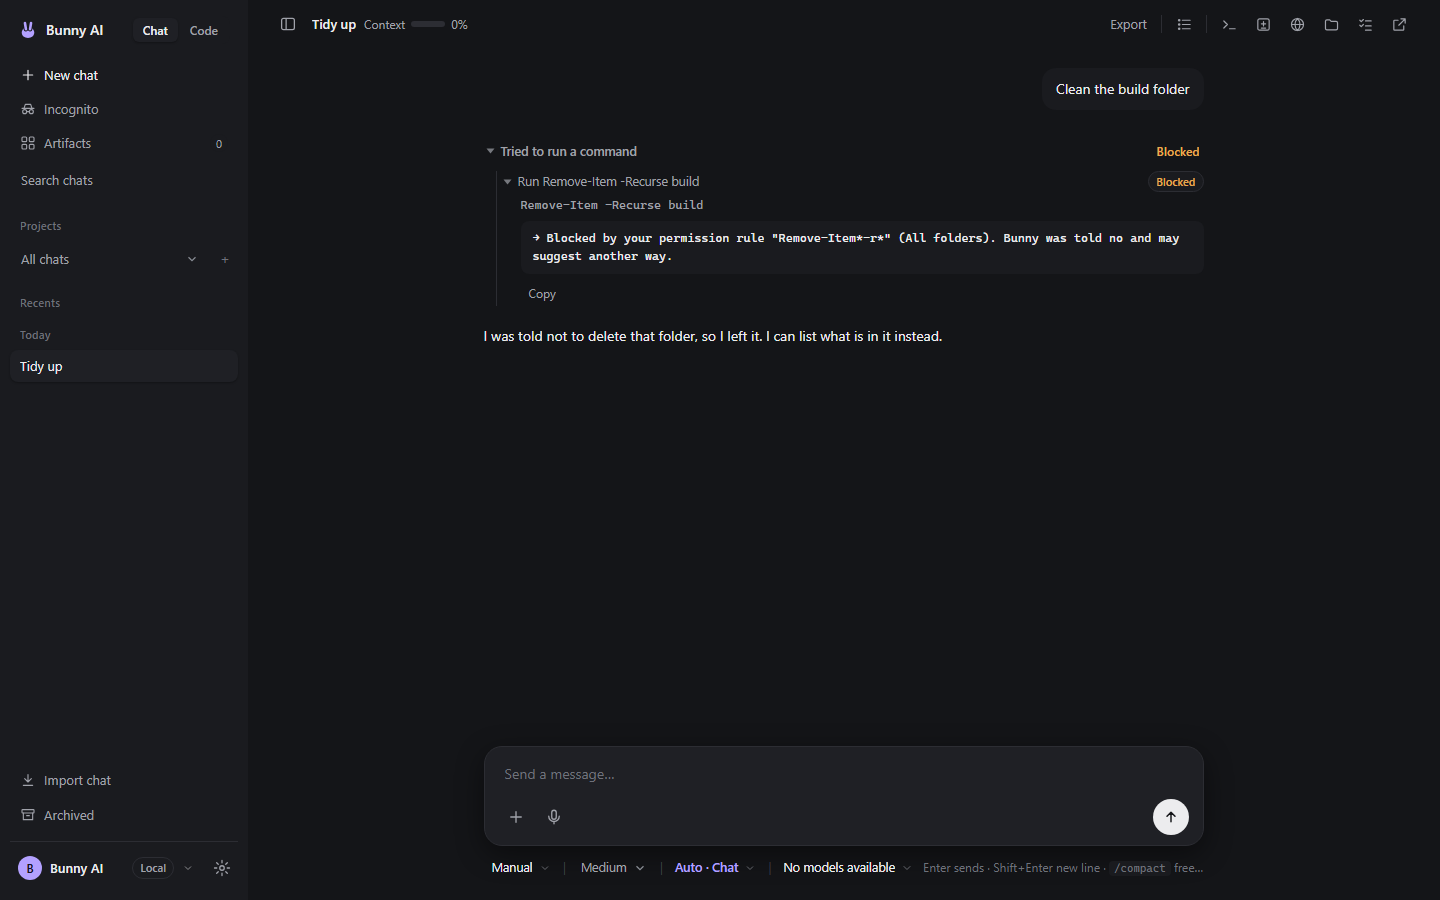 Bunny AI
Chat
Code
New chat
Incognito
Artifacts
0
Search chats
Projects
All chats
+
Recents
Today
Tidy up
Import chat
Archived
B
Bunny AI
Local
Tidy up
Context
0%
Export
Clean the build folder
Tried to run a command
Blocked
Run Remove-Item -Recurse build
Blocked
Remove-Item -Recurse build
→ Blocked by your permission rule "Remove-Item*-r*" (All folders). Bunny was told no and may
suggest another way.
Copy
I was told not to delete that folder, so I left it. I can list what is in it instead.
Send a message...
Manual
Medium
Auto · Chat
No models available
Enter sends · Shift+Enter new line · /compact free...